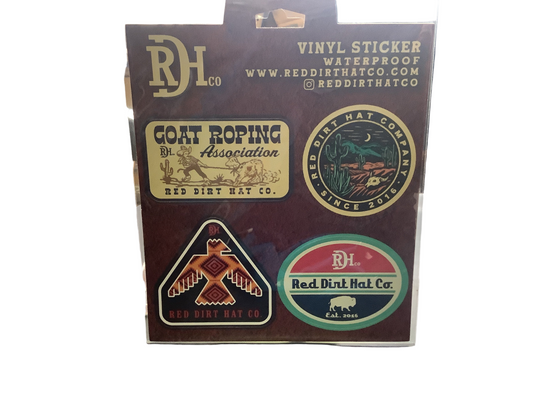 RDH CO
VINYL STICKER
WATERPROOF
WWW.REDDIRTHATCO.COM
REDDIRTHATCO
GOAT ROPING
RDH Association
RED DIRT HAT CO.
RED DIRT HAT COMPANY
· SINCE 2016 ·
RDH
RED DIRT HAT CO.
RDH CO
Red Dirt Hat Co.
Est. 2016